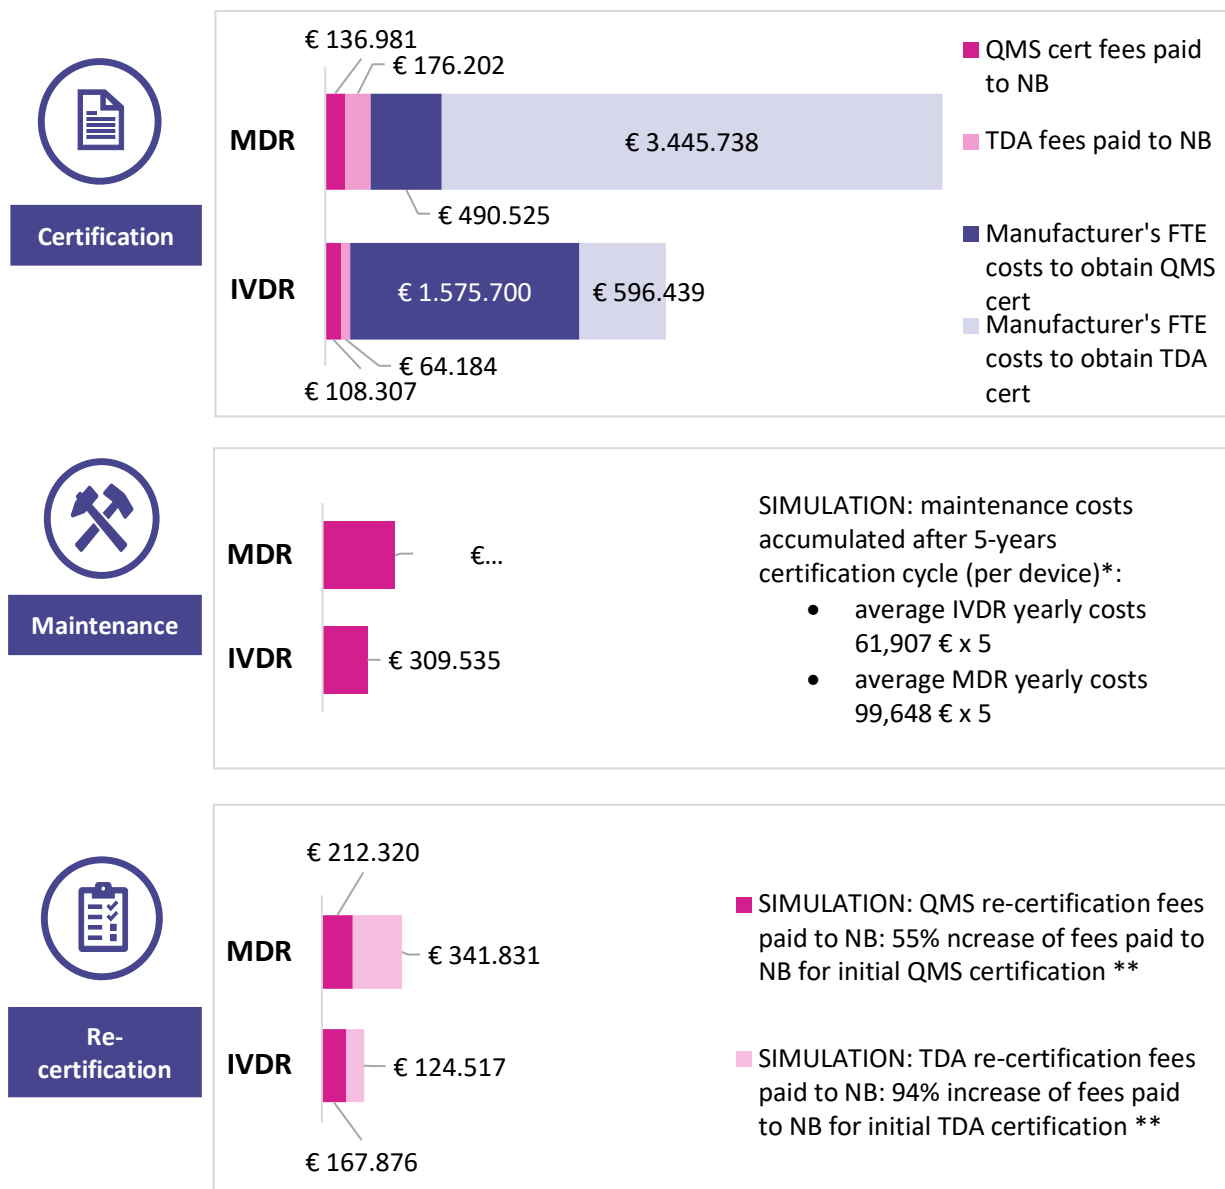 Certification
€ 136.981
€ 176.202
MDR
€ 3.445.738
€ 490.525
IVDR
€ 1.575.700
€ 596.439
€ 64.184
€ 108.307
QMS cert fees paid
to NB
TDA fees paid to NB
Manufacturer's FTE
costs to obtain QMS
cert
Manufacturer's FTE
costs to obtain TDA
cert
Maintenance
MDR
€...
IVDR
€ 309.535
SIMULATION: maintenance costs
accumulated after 5-years
certification cycle (per device)*:
• average IVDR yearly costs
61,907 € x 5
• average MDR yearly costs
99,648 € x 5
Re-
certification
€ 212.320
MDR
€ 341.831
IVDR
€ 124.517
€ 167.876
SIMULATION: QMS re-certification fees
paid to NB: 55% ncrease of fees paid to
NB for initial QMS certification **
SIMULATION: TDA re-certification fees
paid to NB: 94% increase of fees paid
to NB for initial TDA certification **